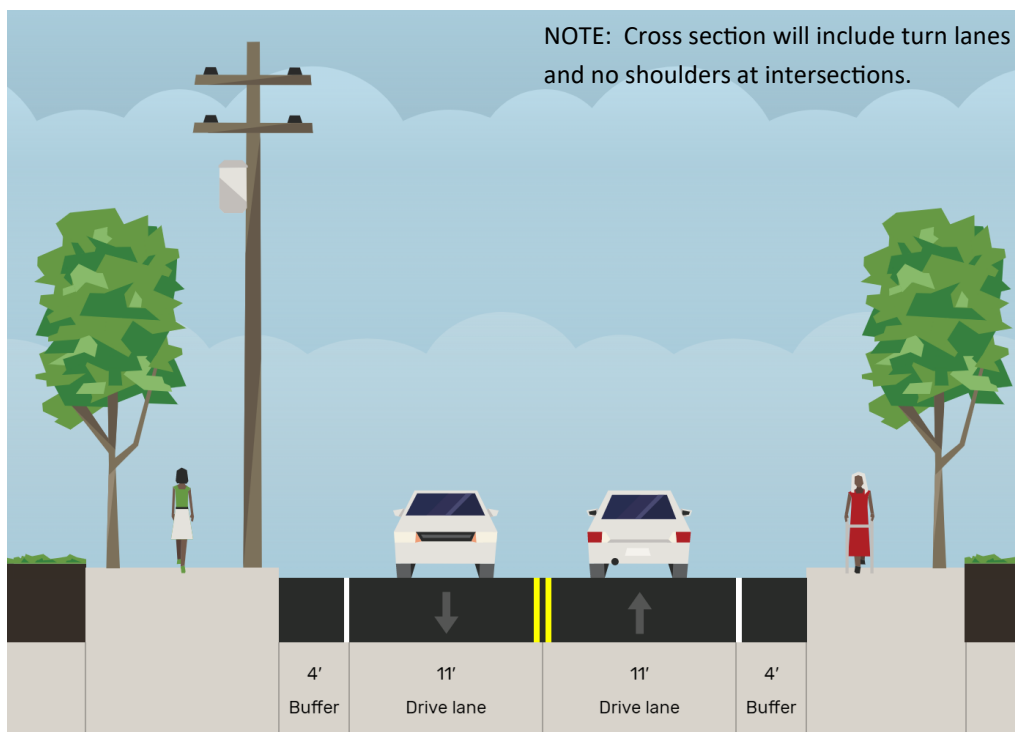 NOTE:  Cross section will include turn lanes
and no shoulders at intersections.
4′ 11′ 11′ 4′
Buffer Drive lane Drive lane Buffer